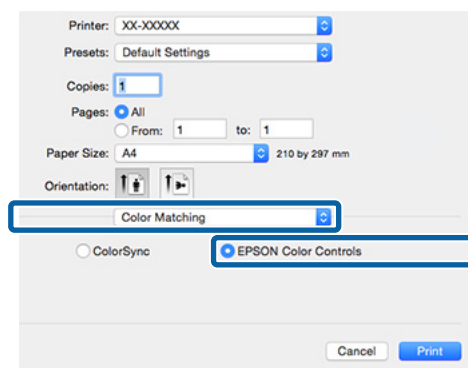 Printer: XX-XXXXX
Presets: Default Settings
Copies: 1
Pages: All
From: 1 to: 1
Paper Size: A4 210 by 297 mm
Orientation:
Color Matching
ColorSync EPSON Color Controls
Cancel Print